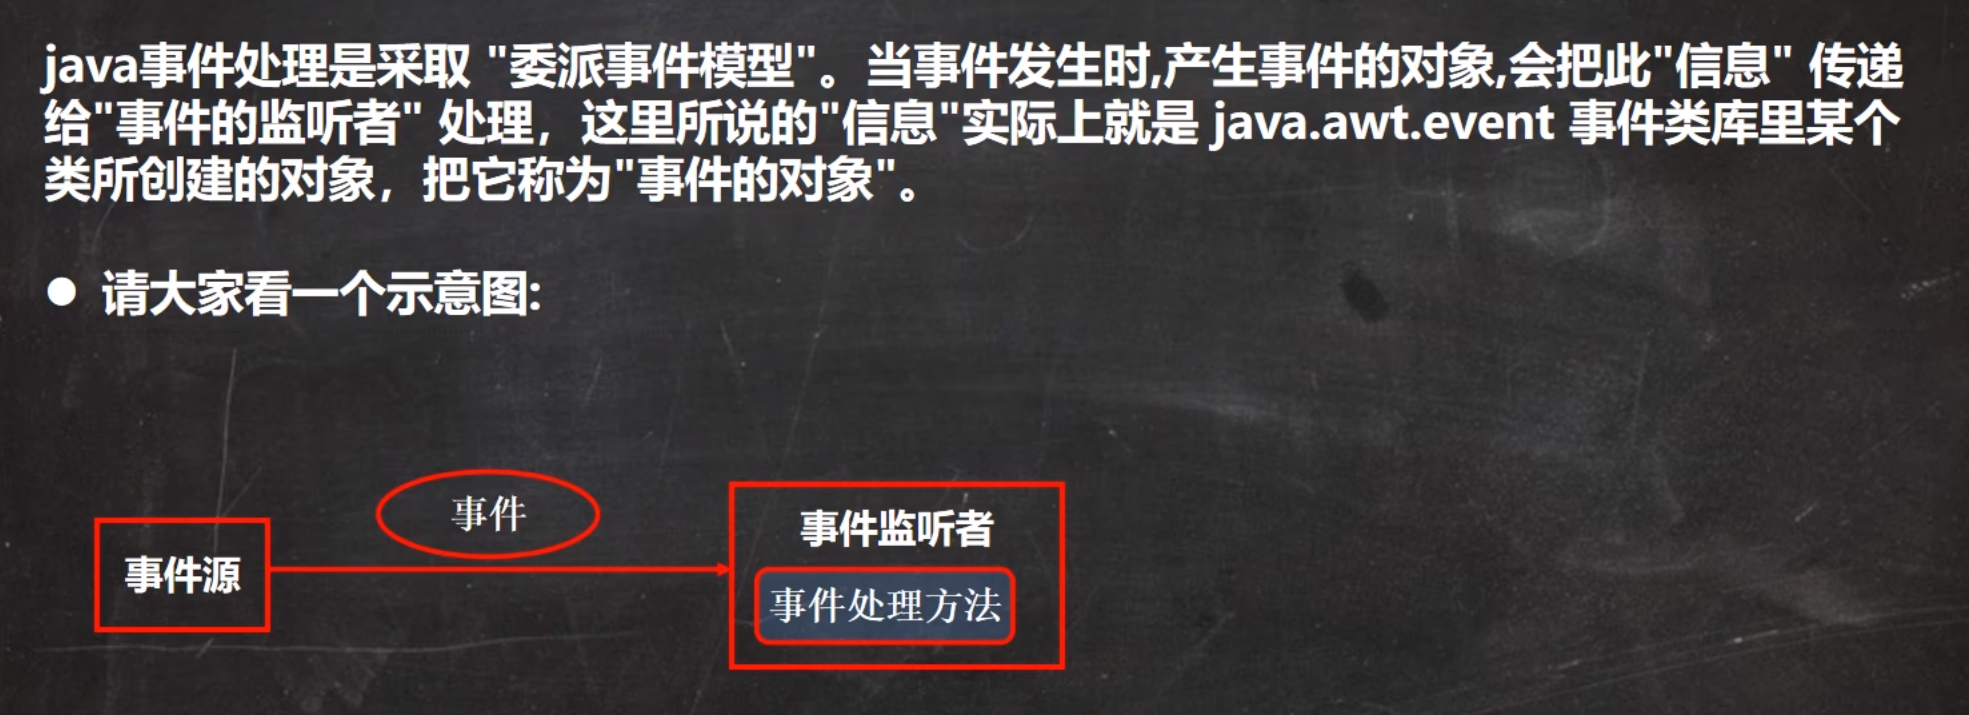 java事件处理是采取 "委派事件模型"。当事件发生时,产生事件的对象,会把此"信息" 传递
给"事件的监听者" 处理，这里所说的"信息"实际上就是 java.awt.event 事件类库里某个
类所创建的对象，把它称为"事件的对象"。
● 请大家看一个示意图:
事件
事件源
事件监听者
事件处理方法